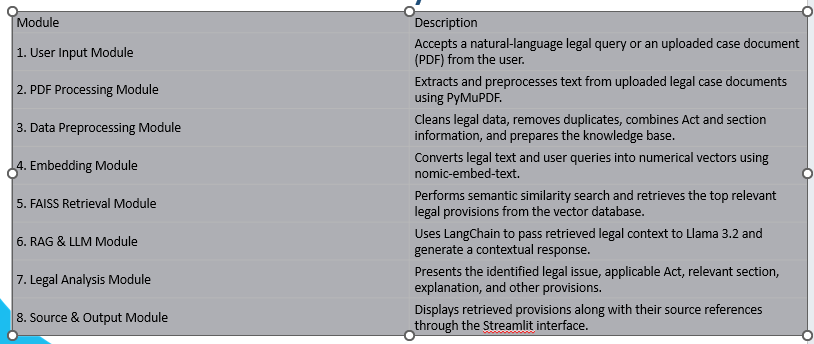 Module
Description
1. User Input Module
Accepts a natural-language legal query or an uploaded case document
(PDF) from the user.
2. PDF Processing Module
Extracts and preprocesses text from uploaded legal case documents
using PyMuPDF.
3. Data Preprocessing Module
Cleans legal data, removes duplicates, combines Act and section
information, and prepares the knowledge base.
4. Embedding Module
Converts legal text and user queries into numerical vectors using
nomic-embed-text.
5. FAISS Retrieval Module
Performs semantic similarity search and retrieves the top relevant
legal provisions from the vector database.
6. RAG & LLM Module
Uses LangChain to pass retrieved legal context to Llama 3.2 and
generate a contextual response.
7. Legal Analysis Module
Presents the identified legal issue, applicable Act, relevant section,
explanation, and other provisions.
8. Source & Output Module
Displays retrieved provisions along with their source references
through the Streamlit interface.